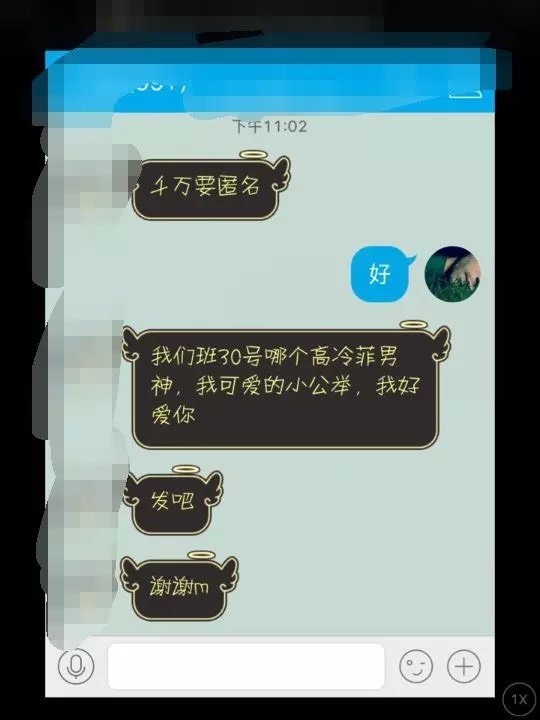 下午11:02
千万要匿名
好
我们班30号哪个高冷菲男
神，我可爱的小公举，我好
爱你
发吧
谢谢m
1X